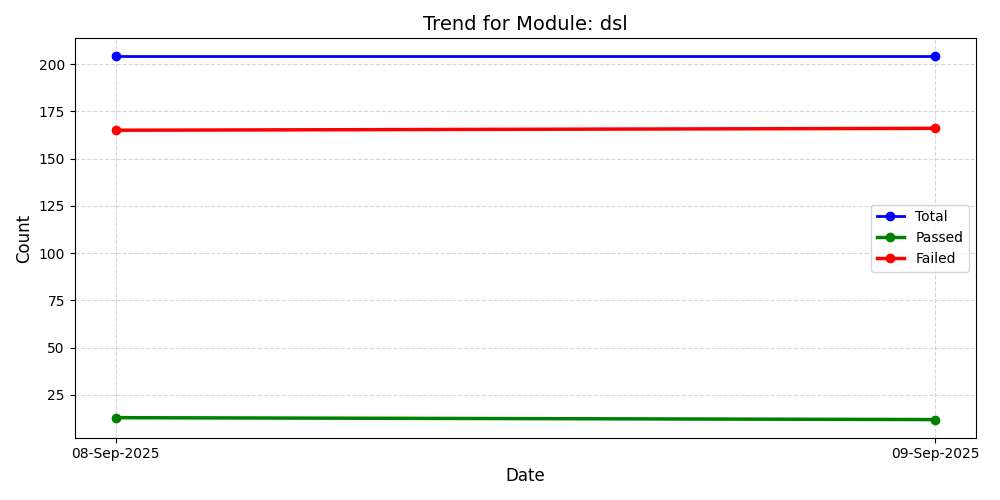 Trend for Module: dsl
Count
200
175
150
125
100
75
50
25
Total
Passed
Failed
08-Sep-2025
09-Sep-2025
Date